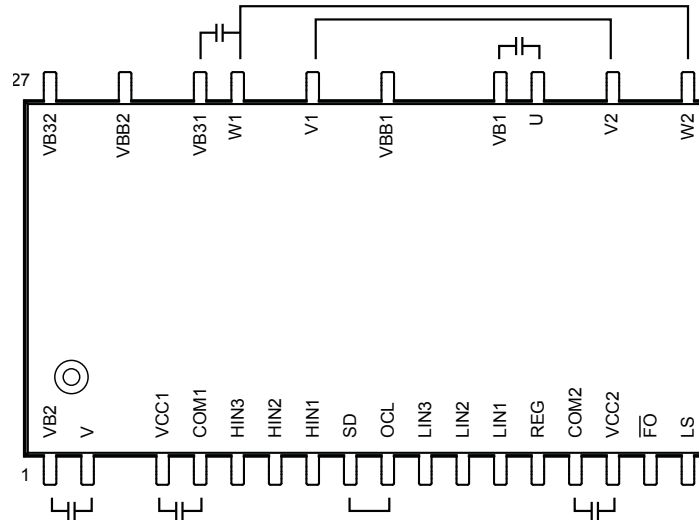 27
VB32
VBB2
VB31
W1
V1
VBB1
VB1
U
V2
W2
VB2
V
VCC1
COM1
HIN3
HIN2
HIN1
SD
OCL
LIN3
LIN2
LIN1
REG
COM2
VCC2
F̅O̅
LS
1